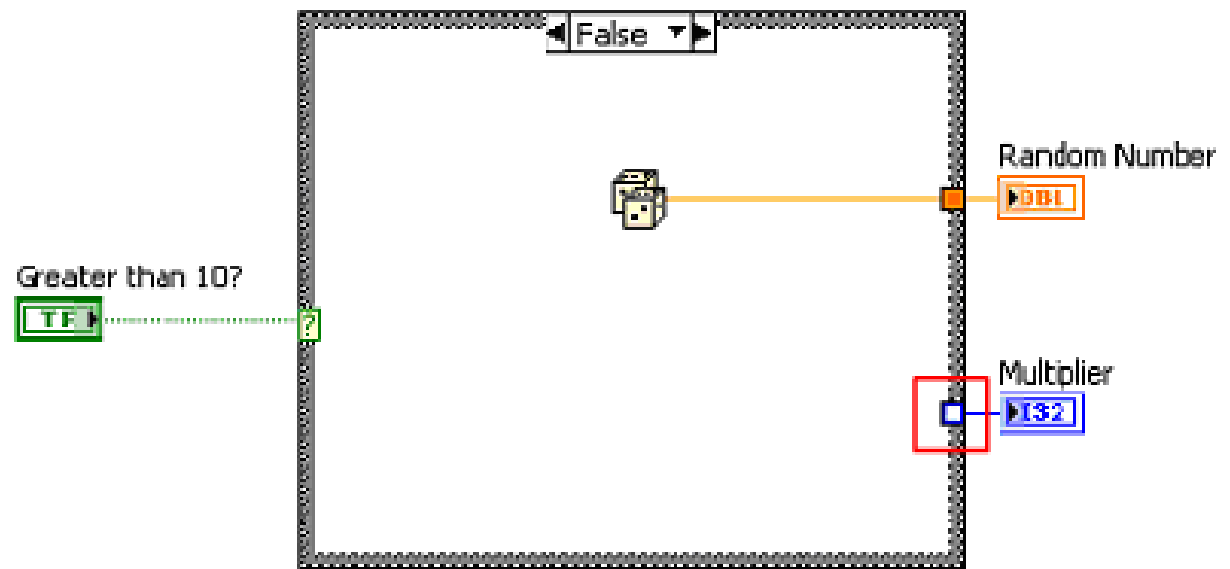 False
Random Number
DBL
Greater than 10?
TF
?
Multiplier
I32